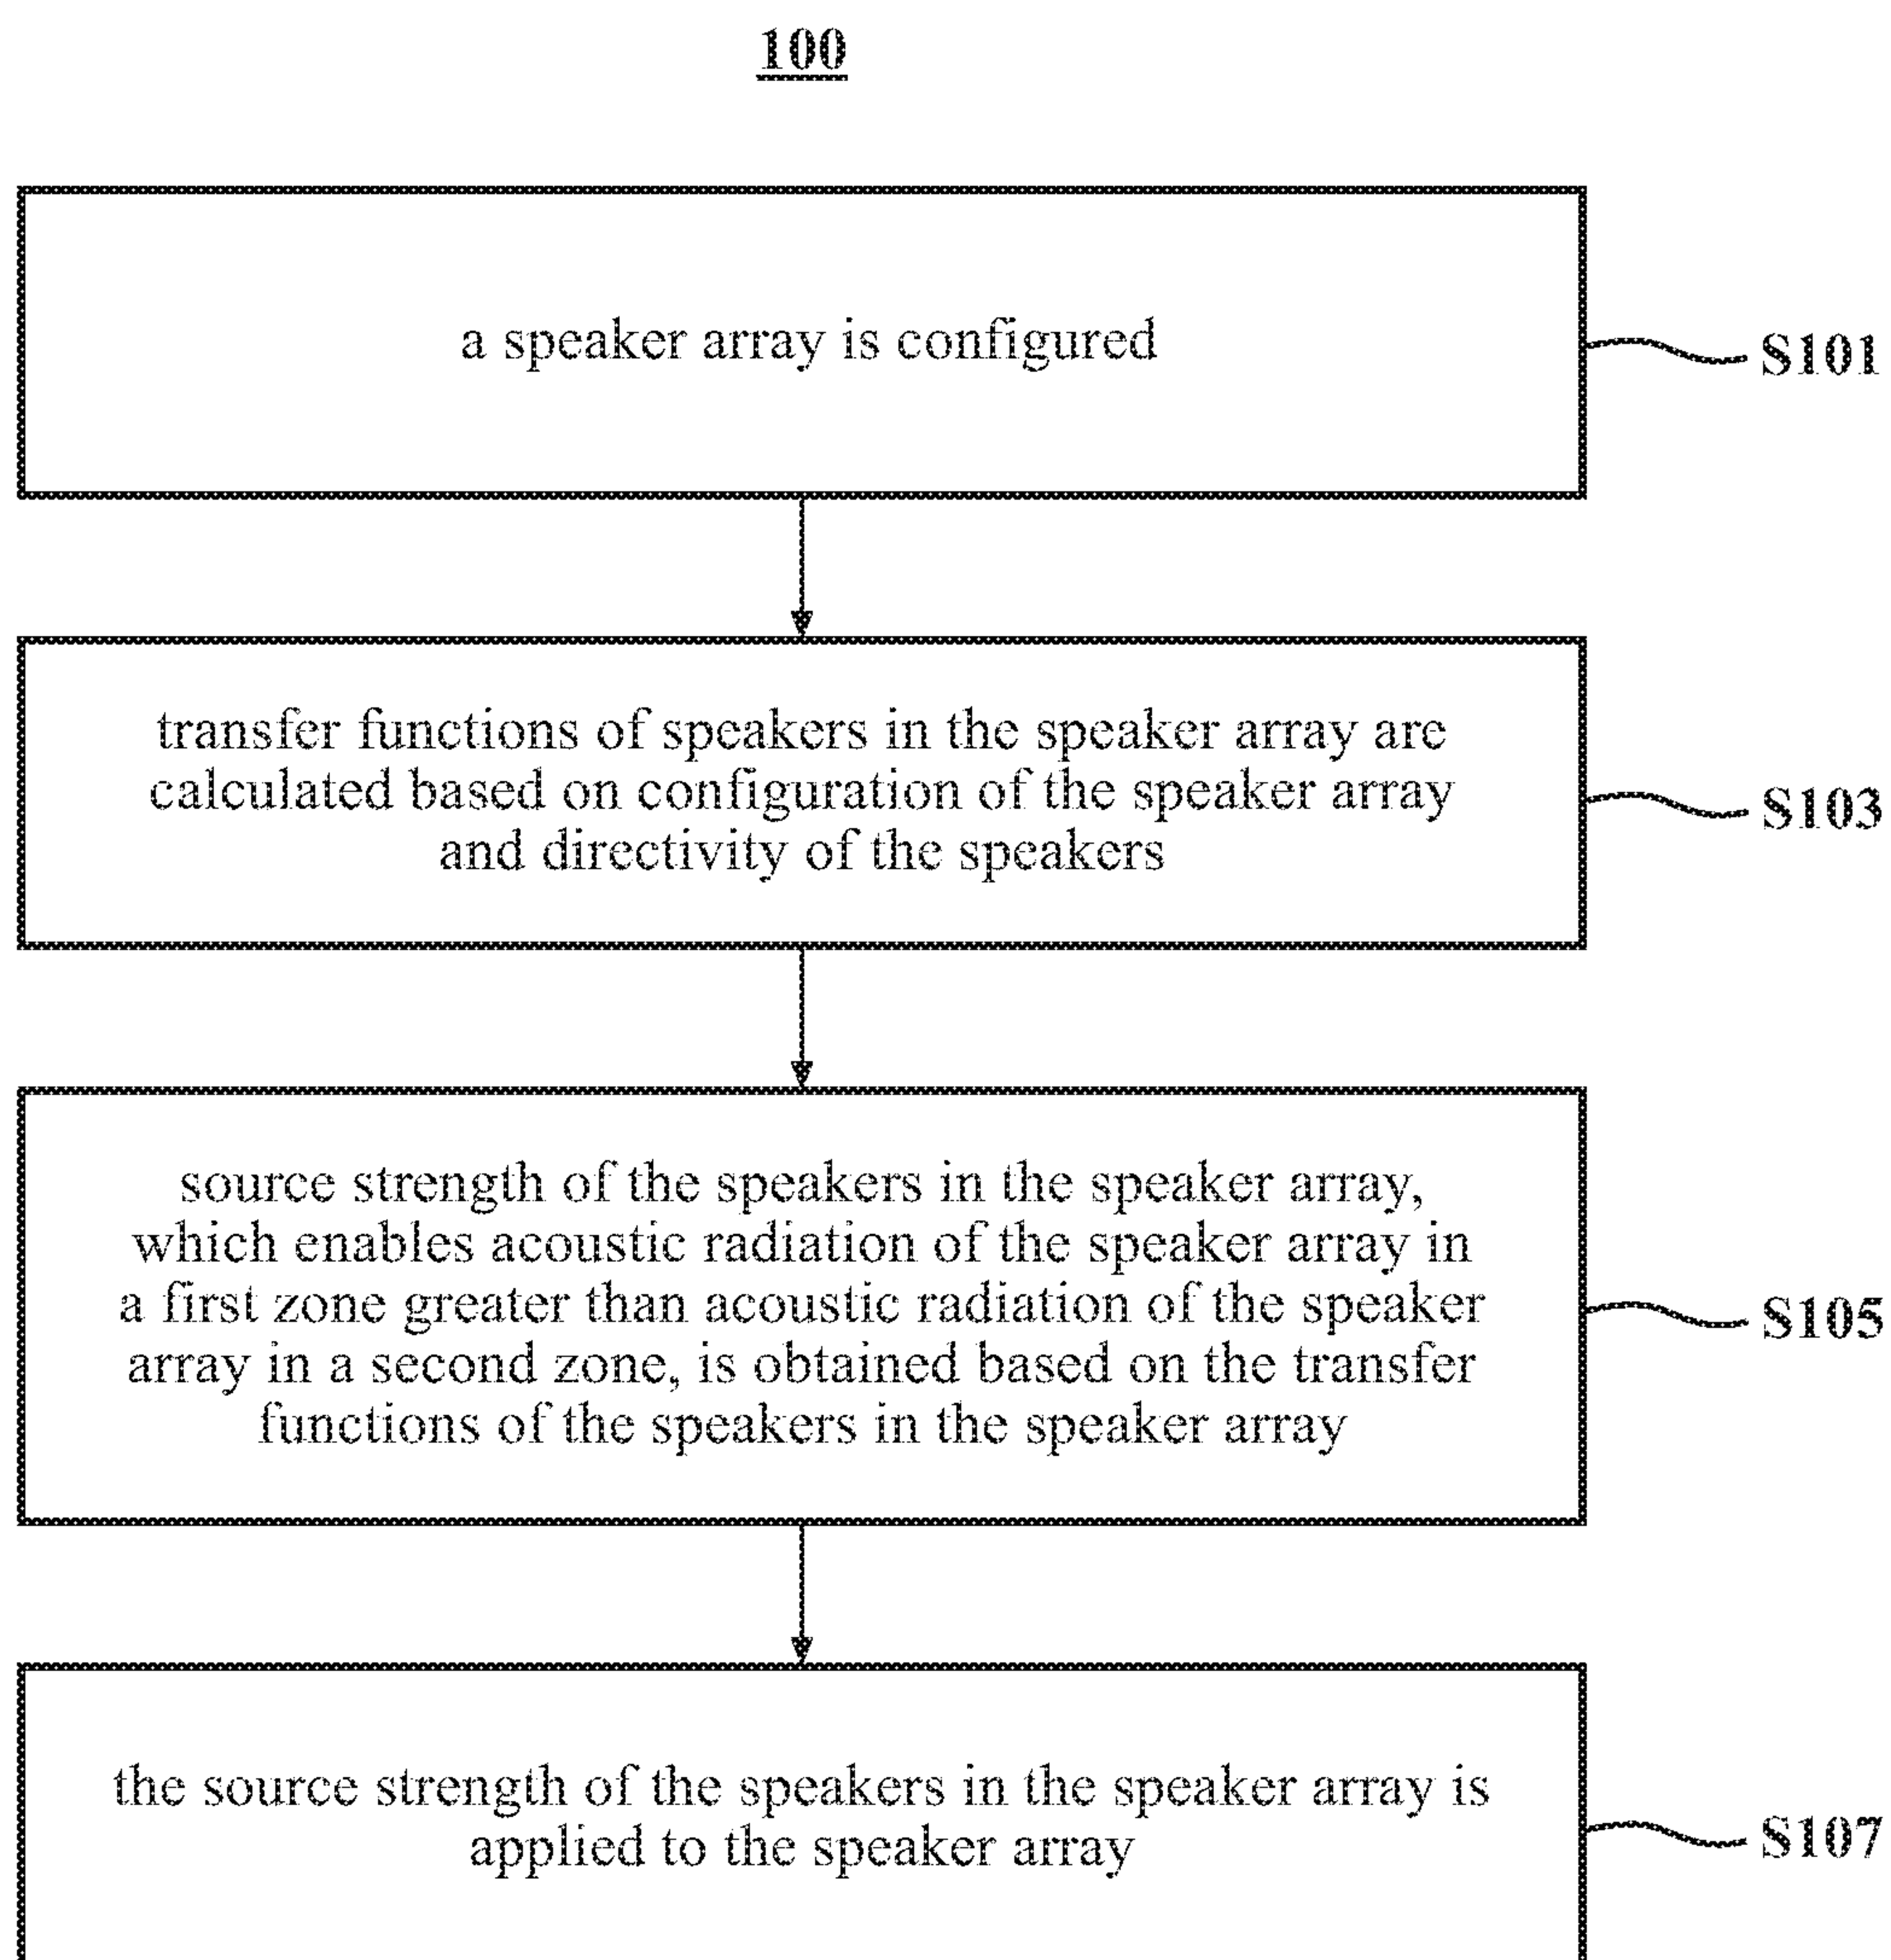 100
a speaker array is configured
S101
transfer functions of speakers in the speaker array are
calculated based on configuration of the speaker array
and directivity of the speakers
S103
source strength of the speakers in the speaker array,
which enables acoustic radiation of the speaker array in
a first zone greater than acoustic radiation of the speaker
array in a second zone, is obtained based on the transfer
functions of the speakers in the speaker array
S105
the source strength of the speakers in the speaker array is
applied to the speaker array
S107